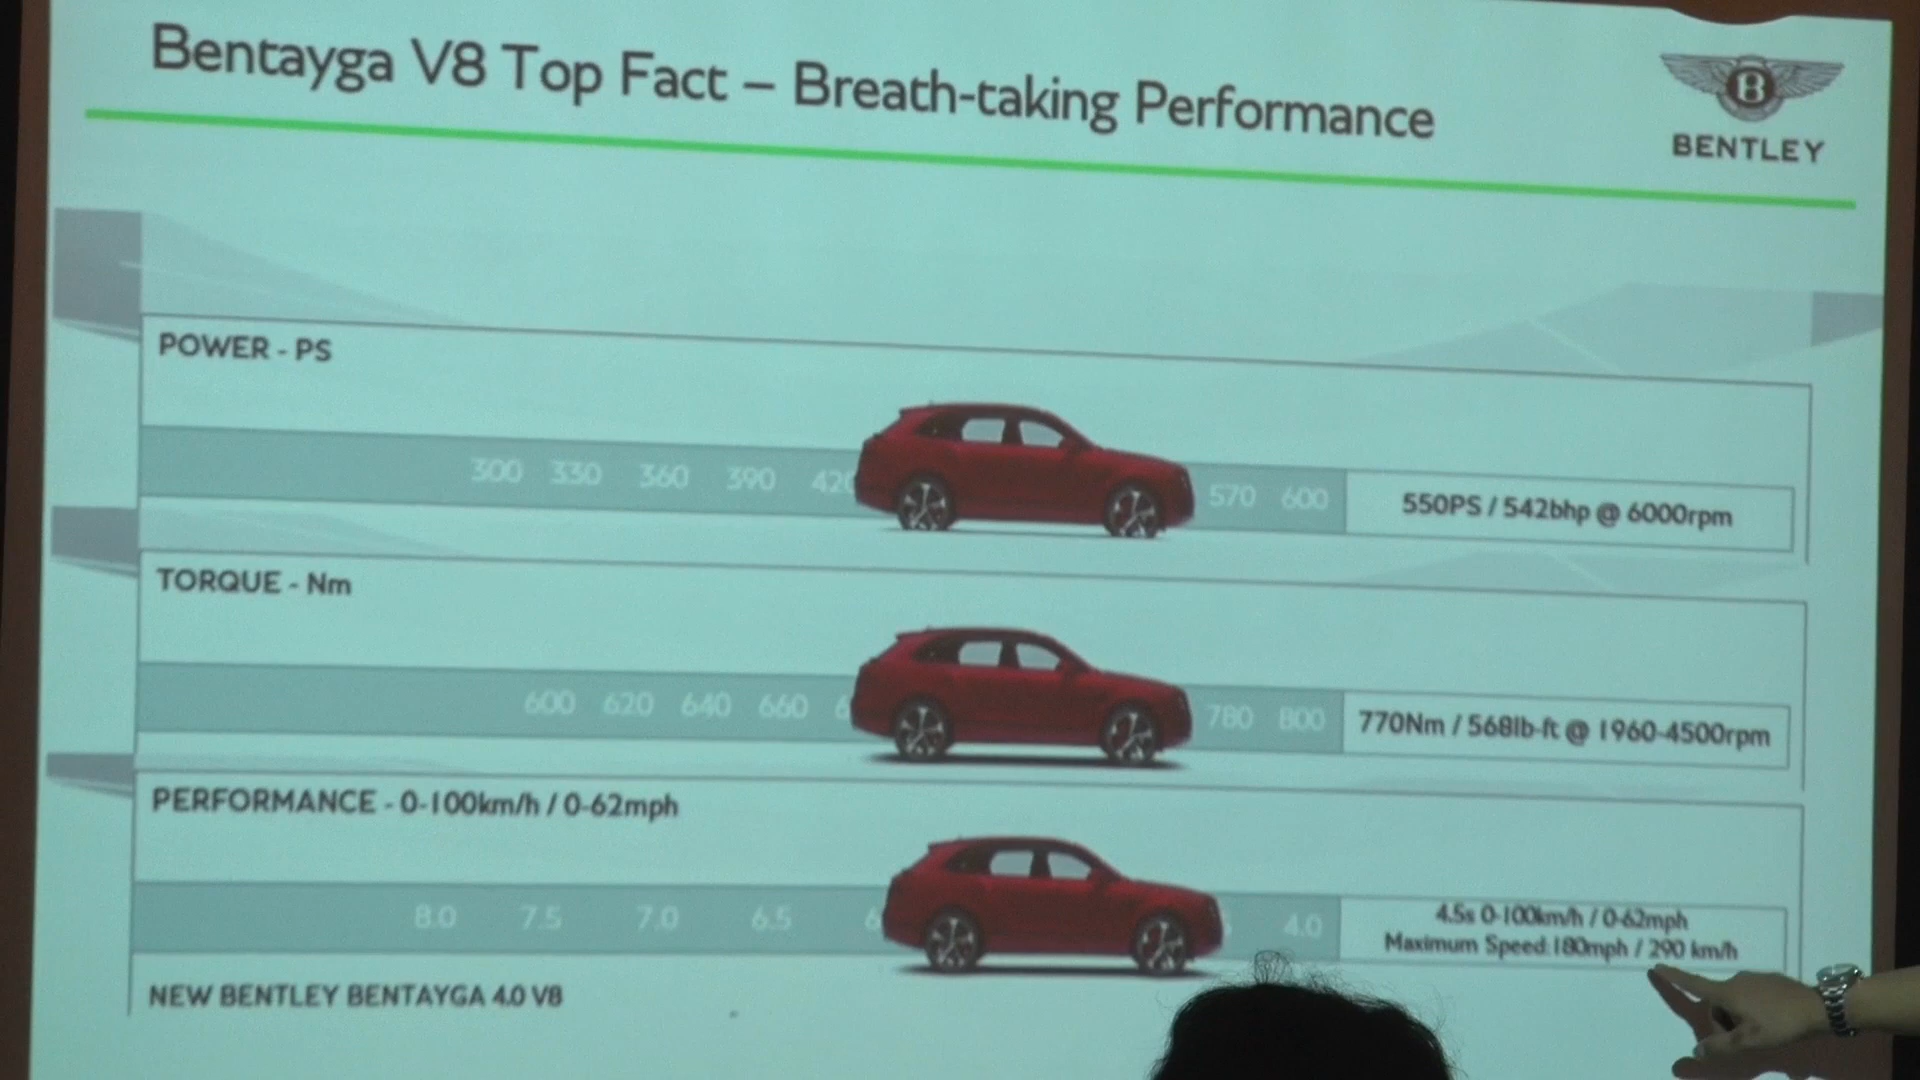 Bentayga V8 Top Fact – Breath-taking Performance
B
BENTLEY
POWER - PS
300 330 360 390 420 570 600
550PS / 542bhp @ 6000rpm
TORQUE - Nm
600 620 640 660 6 780 800
770Nm / 568lb-ft @ 1960-4500rpm
PERFORMANCE - 0-100km/h / 0-62mph
8.0 7.5 7.0 6.5 6 4.0
4.5s 0-100km/h / 0-62mph
Maximum Speed: 180mph / 290 km/h
NEW BENTLEY BENTAYGA 4.0 V8